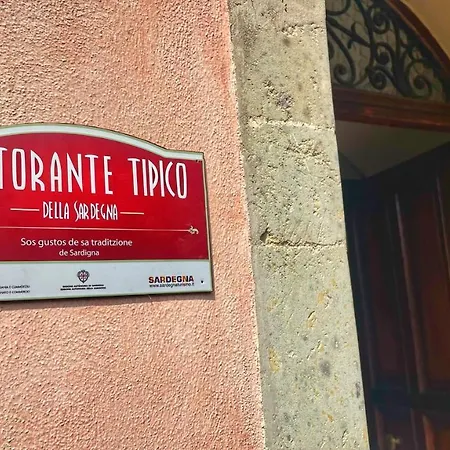 TORANTE TIPICO
DELLA SARDEGNA
Sos gustos de sa traditzione
de Sardigna
SARDEGNA
www.sardegnaturismo.it